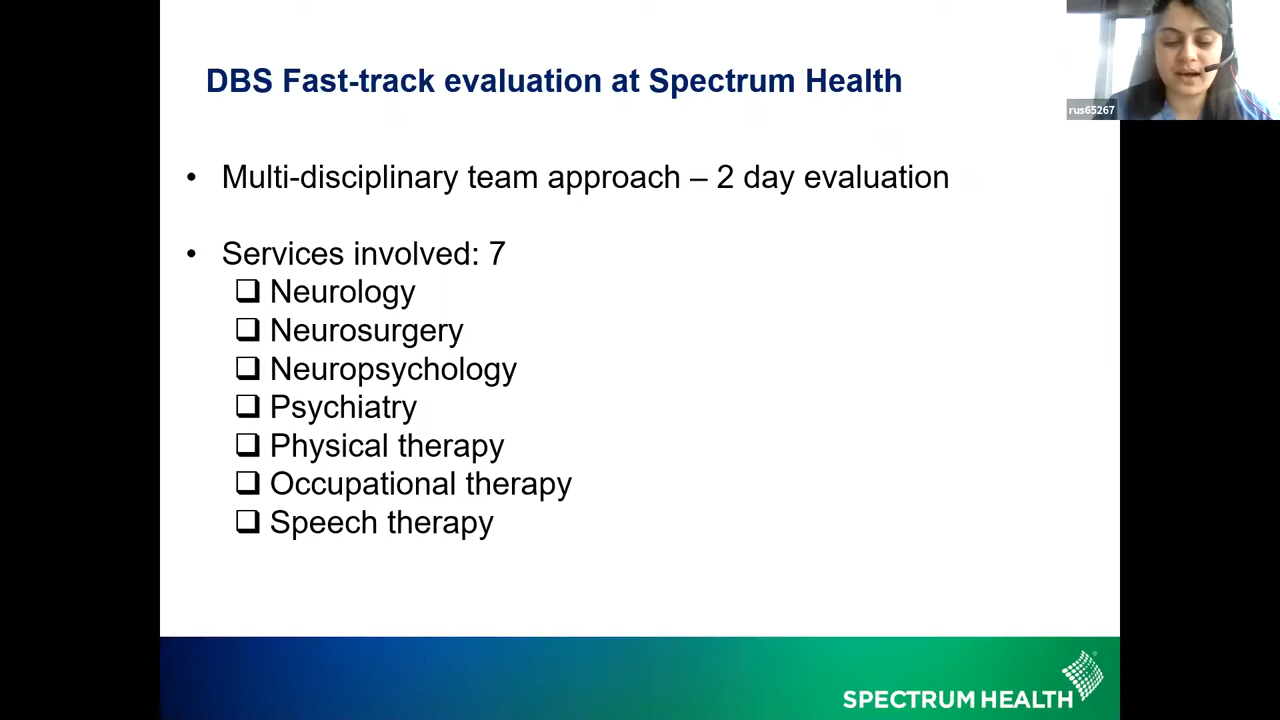 DBS Fast-track evaluation at Spectrum Health
rus65267
• Multi-disciplinary team approach – 2 day evaluation
• Services involved: 7
❑ Neurology
❑ Neurosurgery
❑ Neuropsychology
❑ Psychiatry
❑ Physical therapy
❑ Occupational therapy
❑ Speech therapy
SPECTRUM HEALTH